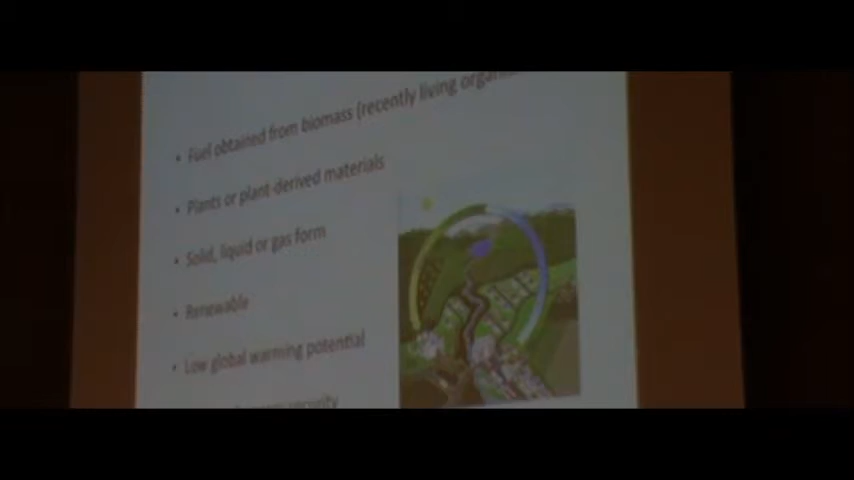 • Fuel obtained from biomass (recently living
• Plants or plant-derived materials
• Solid, liquid or gas form
• Renewable
• Low global warming potential
security